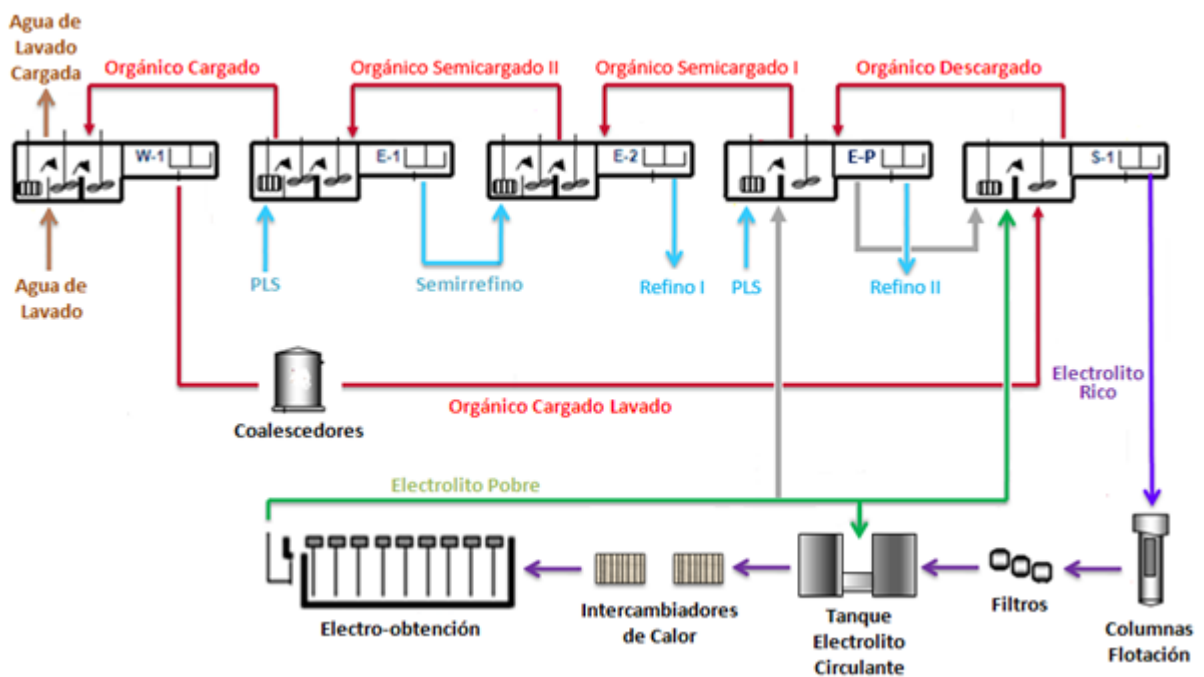 Agua de
Lavado
Cargada
Orgánico Cargado
Orgánico Semicargado II
Orgánico Semicargado I
Orgánico Descargado
W-1
E-1
E-2
E-P
S-1
Agua de
Lavado
PLS
Semirrefino
Refino I
PLS
Refino II
Electrolito
Rico
Orgánico Cargado Lavado
Coalescedores
Electrolito Pobre
Electro-obtención
Intercambiadores
de Calor
Tanque
Electrolito
Circulante
Filtros
Columnas
Flotación